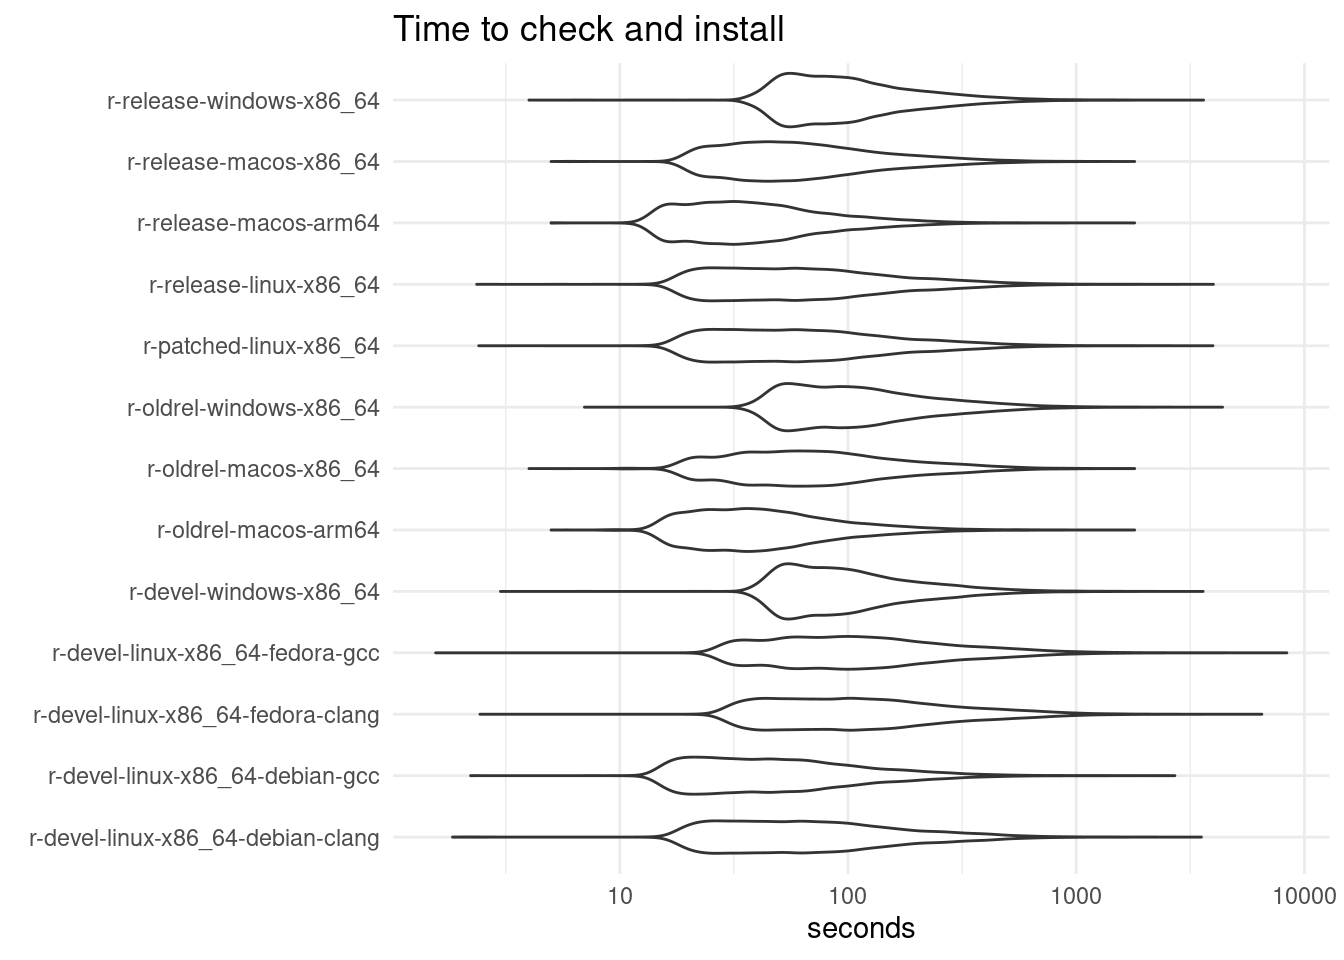 Time to check and install
r-release-windows-x86_64
r-release-macos-x86_64
r-release-macos-arm64
r-release-linux-x86_64
r-patched-linux-x86_64
r-oldrel-windows-x86_64
r-oldrel-macos-x86_64
r-oldrel-macos-arm64
r-devel-windows-x86_64
r-devel-linux-x86_64-fedora-gcc
r-devel-linux-x86_64-fedora-clang
r-devel-linux-x86_64-debian-gcc
r-devel-linux-x86_64-debian-clang
10 100 1000 10000
seconds